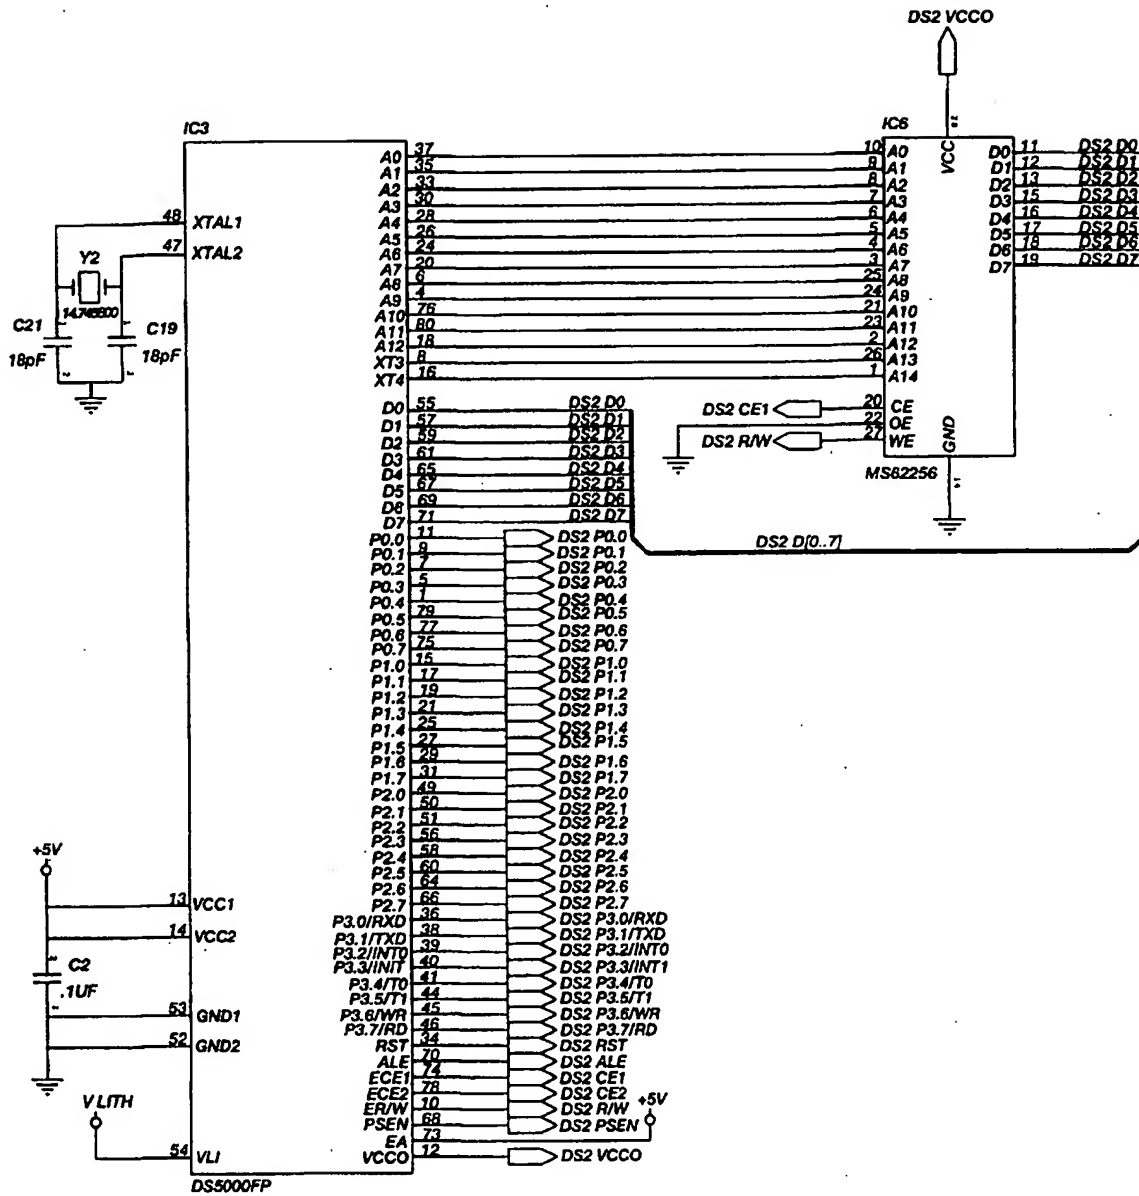 DS2 VCCO
IC3
IC6
37 A0
35 A1
33 A2
30 A3
28 A4
26 A5
24 A6
20 A7
6 A8
4 A9
76 A10
80 A11
18 A12
8 XT3
16 XT4
10 A0
9 A1
8 A2
7 A3
6 A4
5 A5
4 A6
3 A7
25 A8
24 A9
21 A10
23 A11
2 A12
26 A13
1 A14
VCC
D0 11 DS2 D0
D1 12 DS2 D1
D2 13 DS2 D2
D3 15 DS2 D3
D4 16 DS2 D4
D5 17 DS2 D5
D6 18 DS2 D6
D7 19 DS2 D7
48 XTAL1
47 XTAL2
Y2
C21
18pF
C19
18pF
DS2 CE1 20 CE
22 OE
DS2 R/W 27 WE
GND
MS62256
D0 55 DS2 D0
D1 57 DS2 D1
D2 59 DS2 D2
D3 61 DS2 D3
D4 65 DS2 D4
D5 67 DS2 D5
D6 69 DS2 D6
D7 71 DS2 D7
DS2 D[0..7]
P0.0 11 DS2 P0.0
P0.1 9 DS2 P0.1
P0.2 7 DS2 P0.2
P0.3 5 DS2 P0.3
P0.4 1 DS2 P0.4
P0.5 79 DS2 P0.5
P0.6 77 DS2 P0.6
P0.7 75 DS2 P0.7
P1.0 15 DS2 P1.0
P1.1 17 DS2 P1.1
P1.2 19 DS2 P1.2
P1.3 21 DS2 P1.3
P1.4 25 DS2 P1.4
P1.5 27 DS2 P1.5
P1.6 29 DS2 P1.6
P1.7 31 DS2 P1.7
P2.0 49 DS2 P2.0
P2.1 50 DS2 P2.1
P2.2 51 DS2 P2.2
P2.3 56 DS2 P2.3
P2.4 58 DS2 P2.4
P2.5 60 DS2 P2.5
P2.6 64 DS2 P2.6
P2.7 66 DS2 P2.7
P3.0/RXD 36 DS2 P3.0/RXD
P3.1/TXD 38 DS2 P3.1/TXD
P3.2/INT0 39 DS2 P3.2/INT0
P3.3/INIT 40 DS2 P3.3/INT1
P3.4/T0 41 DS2 P3.4/T0
P3.5/T1 44 DS2 P3.5/T1
P3.6/WR 45 DS2 P3.6/WR
P3.7/RD 46 DS2 P3.7/RD
RST 34 DS2 RST
ALE 70 DS2 ALE
ECE1 74 DS2 CE1
ECE2 78 DS2 CE2
ER/W 10 DS2 R/W
PSEN 68 DS2 PSEN
EA 73 +5V
VCCO 12 DS2 VCCO
+5V
13 VCC1
14 VCC2
C2
.1UF
53 GND1
52 GND2
V LITH
54 VLI
DS5000FP